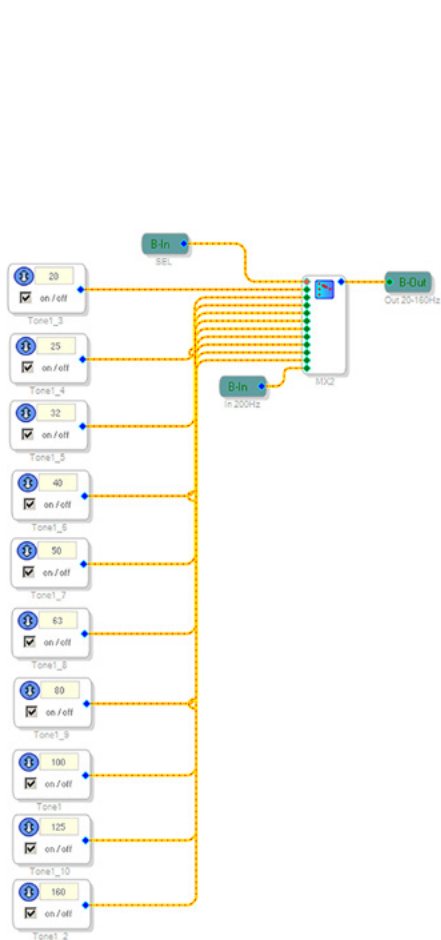 B-In
SEL
20
on/off
Tone1_3
B-Out
Out 20-160Hz
25
on/off
Tone1_4
MX2
B-In
In 200Hz
32
on/off
Tone1_5
40
on/off
Tone1_6
50
on/off
Tone1_7
63
on/off
Tone1_8
80
on/off
Tone1_9
100
on/off
Tone1
125
on/off
Tone1_10
160
on/off
Tone1_2